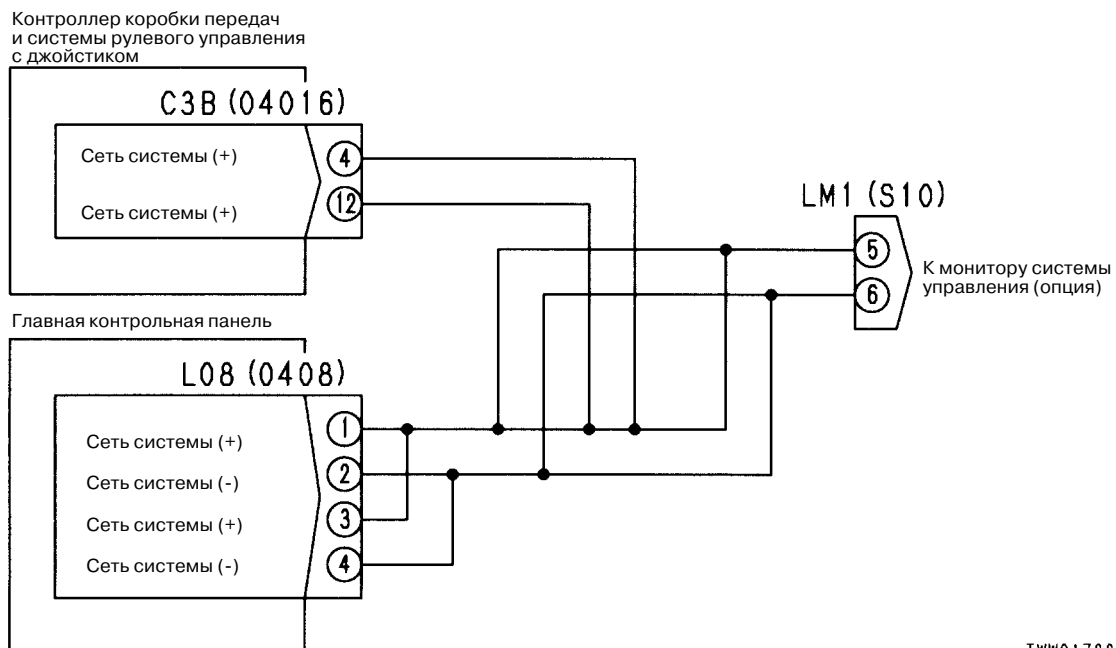 Контроллер коробки передач
и системы рулевого управления
с джойстиком
C3B (04016)
Сеть системы (+)
4
Сеть системы (+)
12
LM1 (S10)
5
6
К монитору системы
управления (опция)
Главная контрольная панель
L08 (0408)
Сеть системы (+)
1
Сеть системы (-)
2
Сеть системы (+)
3
Сеть системы (-)
4